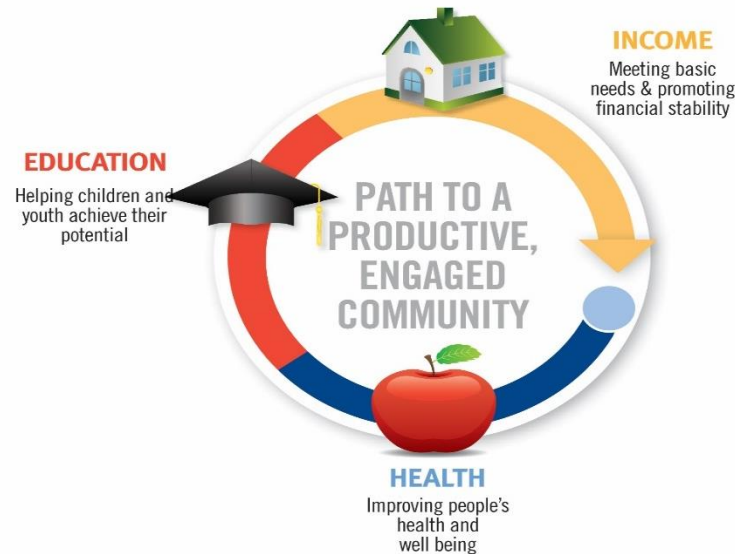 INCOME
Meeting basic
needs & promoting
financial stability
EDUCATION
Helping children and
youth achieve their
potential
PATH TO A
PRODUCTIVE,
ENGAGED
COMMUNITY
HEALTH
Improving people's
health and
well being